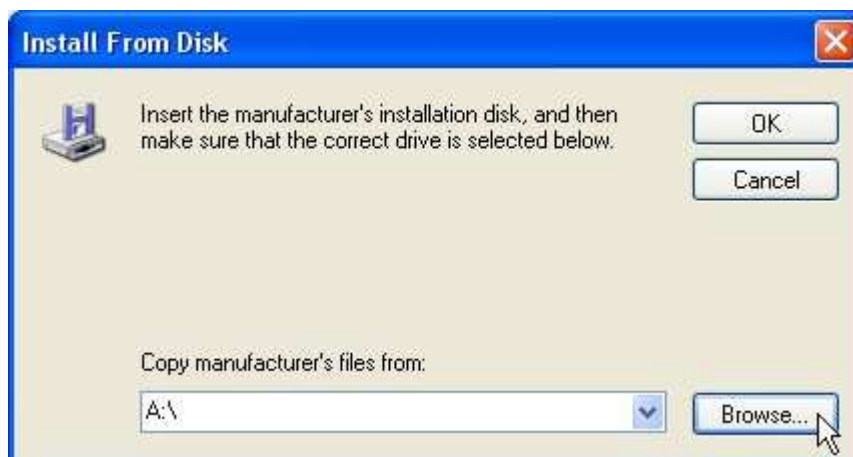 Install From Disk
Insert the manufacturer's installation disk, and then
make sure that the correct drive is selected below.
OK
Cancel
Copy manufacturer's files from:
A:\
Browse...